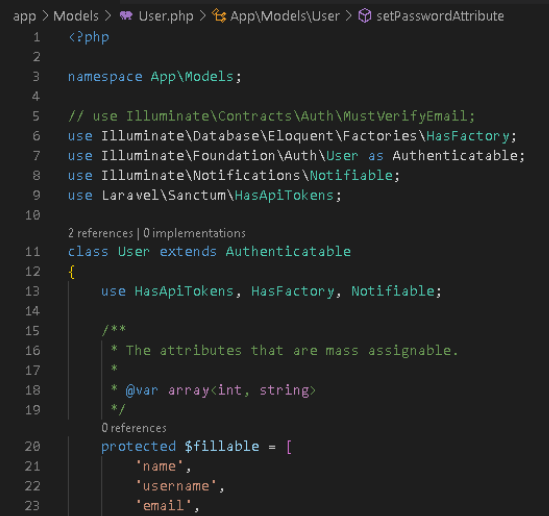 app > Models > User.php > App\Models\User > setPasswordAttribute
1 <?php
2
3 namespace App\Models;
4
5 // use Illuminate\Contracts\Auth\MustVerifyEmail;
6 use Illuminate\Database\Eloquent\Factories\HasFactory;
7 use Illuminate\Foundation\Auth\User as Authenticatable;
8 use Illuminate\Notifications\Notifiable;
9 use Laravel\Sanctum\HasApiTokens;
10
2 references | 0 implementations
11 class User extends Authenticatable
12 {
13 use HasApiTokens, HasFactory, Notifiable;
14
15 /**
16 * The attributes that are mass assignable.
17 *
18 * @var array<int, string>
19 */
0 references
20 protected $fillable = [
21 'name',
22 'username',
23 'email',